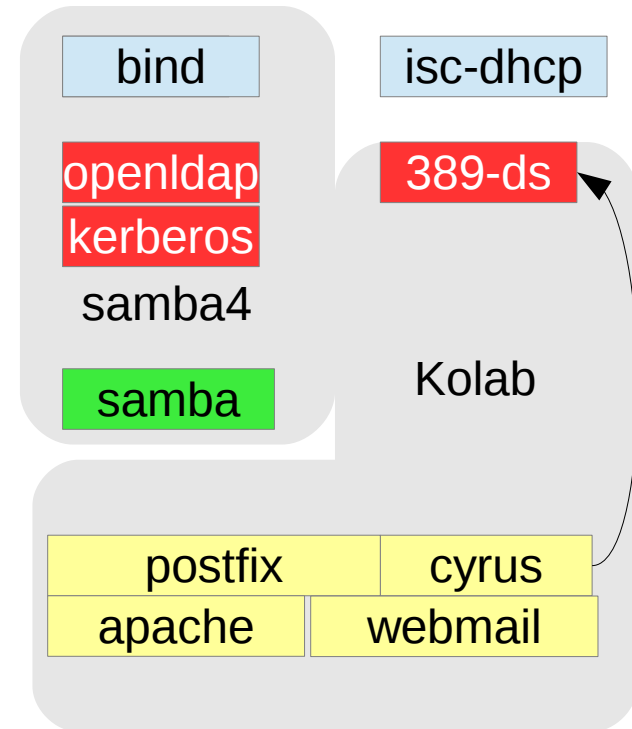 bind
isc-dhcp
openldap
389-ds
kerberos
samba4
Kolab
samba
postfix
cyrus
apache
webmail